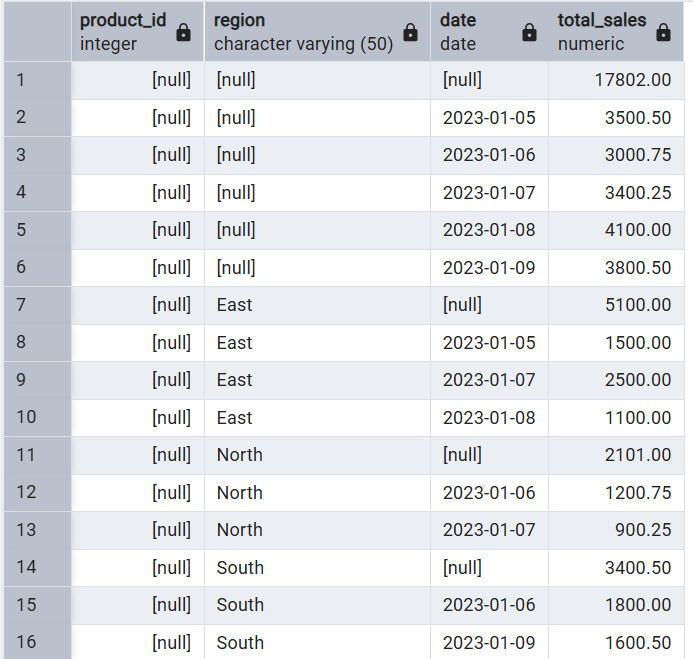 product_id region date total_sales
integer character varying (50) date numeric
1 [null] [null] [null] 17802.00
2 [null] [null] 2023-01-05 3500.50
3 [null] [null] 2023-01-06 3000.75
4 [null] [null] 2023-01-07 3400.25
5 [null] [null] 2023-01-08 4100.00
6 [null] [null] 2023-01-09 3800.50
7 [null] East [null] 5100.00
8 [null] East 2023-01-05 1500.00
9 [null] East 2023-01-07 2500.00
10 [null] East 2023-01-08 1100.00
11 [null] North [null] 2101.00
12 [null] North 2023-01-06 1200.75
13 [null] North 2023-01-07 900.25
14 [null] South [null] 3400.50
15 [null] South 2023-01-06 1800.00
16 [null] South 2023-01-09 1600.50